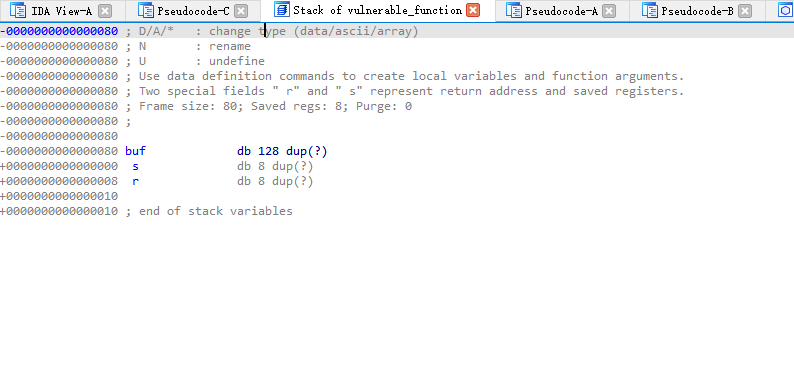 IDA View-A Pseudocode-C Stack of vulnerable_function Pseudocode-A Pseudocode-B
-0000000000000080 ; D/A/*   : change type (data/ascii/array)
-0000000000000080 ; N       : rename
-0000000000000080 ; U       : undefine
-0000000000000080 ; Use data definition commands to create local variables and function arguments.
-0000000000000080 ; Two special fields " r" and " s" represent return address and saved registers.
-0000000000000080 ; Frame size: 80; Saved regs: 8; Purge: 0
-0000000000000080 ;
-0000000000000080
-0000000000000080 buf             db 128 dup(?)
+0000000000000000  s              db 8 dup(?)
+0000000000000008  r              db 8 dup(?)
+0000000000000010
+0000000000000010 ; end of stack variables